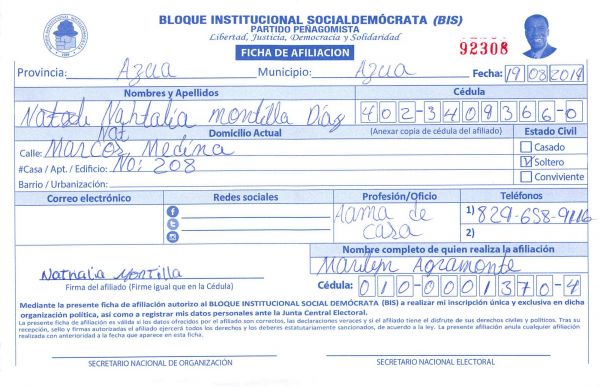 BLOQUE INSTITUCIONAL SOCIALDEMÓCRATA (BIS)
PARTIDO PEÑAGOMISTA
Libertad, Justicia, Democracia y Solidaridad
FICHA DE AFILIACION
92308
Provincia: Azua Municipio: Azua Fecha: 19 08 2019
Nombres y Apellidos Cédula
Nahtalia montilla Díaz 402-3408366-0
Domicilio Actual (Anexar copia de cédula del afiliado) Estado Civil
Calle: Marcos Medina Casado
#Casa / Apt. / Edificio: No: 208 Soltero
Barrio / Urbanización: Conviviente
Correo electrónico Redes sociales Profesión/Oficio Teléfonos
Aama de casa 1) 829-658-9116
2)
Nombre completo de quien realiza la afiliación
Nathalia Montilla Marilyn Agramonte
Firma del afiliado (Firme igual que en la Cédula) Cédula: 010-0001370-4
Mediante la presente ficha de afiliación autorizo al BLOQUE INSTITUCIONAL SOCIAL DEMÓCRATA (BIS) a realizar mi inscripción única y exclusiva en dicha
organización política, así como a registrar mis datos personales ante la Junta Central Electoral.
La presente ficha de afiliación es válida si los datos ofrecidos por el afiliado son correctos, las declaraciones veraces y si el afiliado tiene el disfrute de sus derechos civiles y políticos. Tras su
recepción, sello y firmas autorizadas el afiliado ejercerá todos los derechos y los deberes estatutariamente sancionados, de acuerdo a la ley. La presente afiliación anula cualquier afiliación
realizada con anterioridad a la fecha que aparece en esta ficha.
SECRETARIO NACIONAL DE ORGANIZACIÓN SECRETARIO NACIONAL ELECTORAL